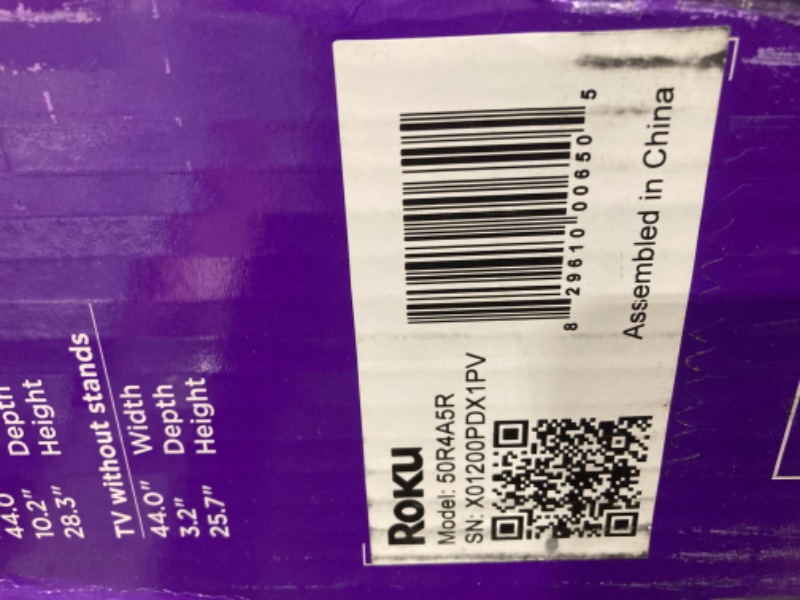 44.0"
Depth
10.2" Height
28.3"
TV without stands
44.0" Width
3.2" Depth
25.7" Height
Roku
Model: 50R4A5R
SN: X01200PDX1PV
8 29610 00650 5
Assembled in China